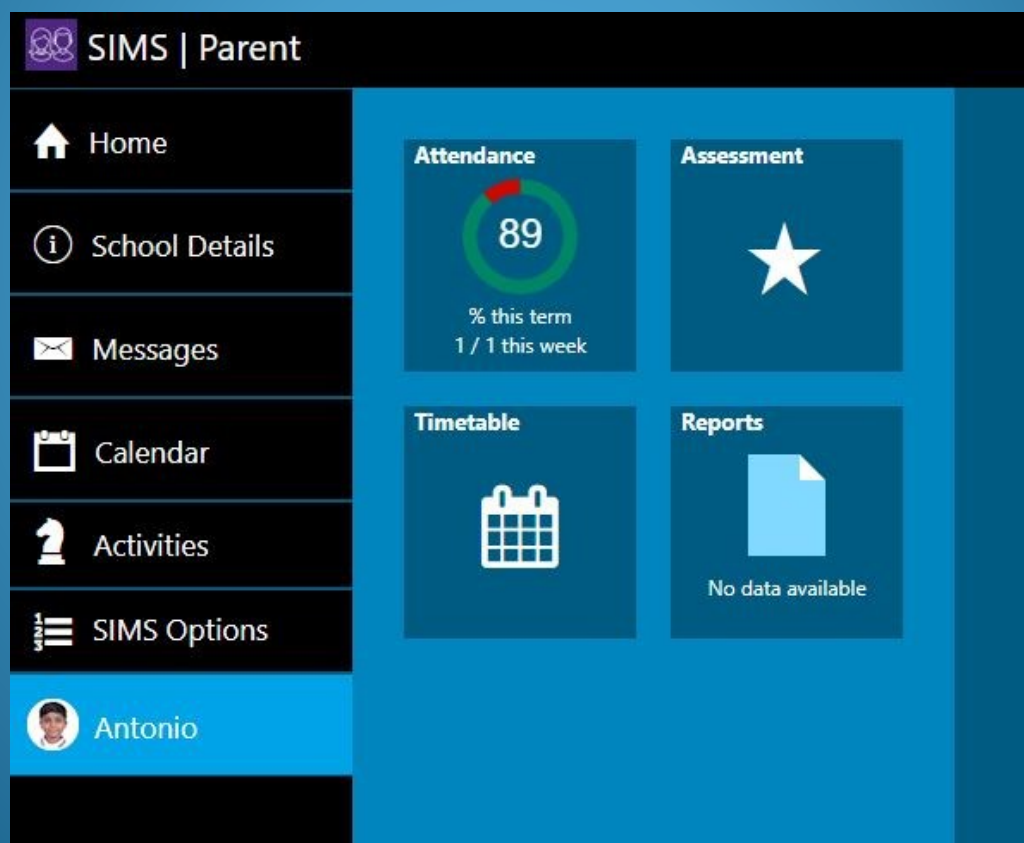 SIMS | Parent
Home
School Details
Messages
Calendar
Activities
SIMS Options
Antonio
Attendance
89
% this term
1 / 1 this week
Assessment
Timetable
Reports
No data available